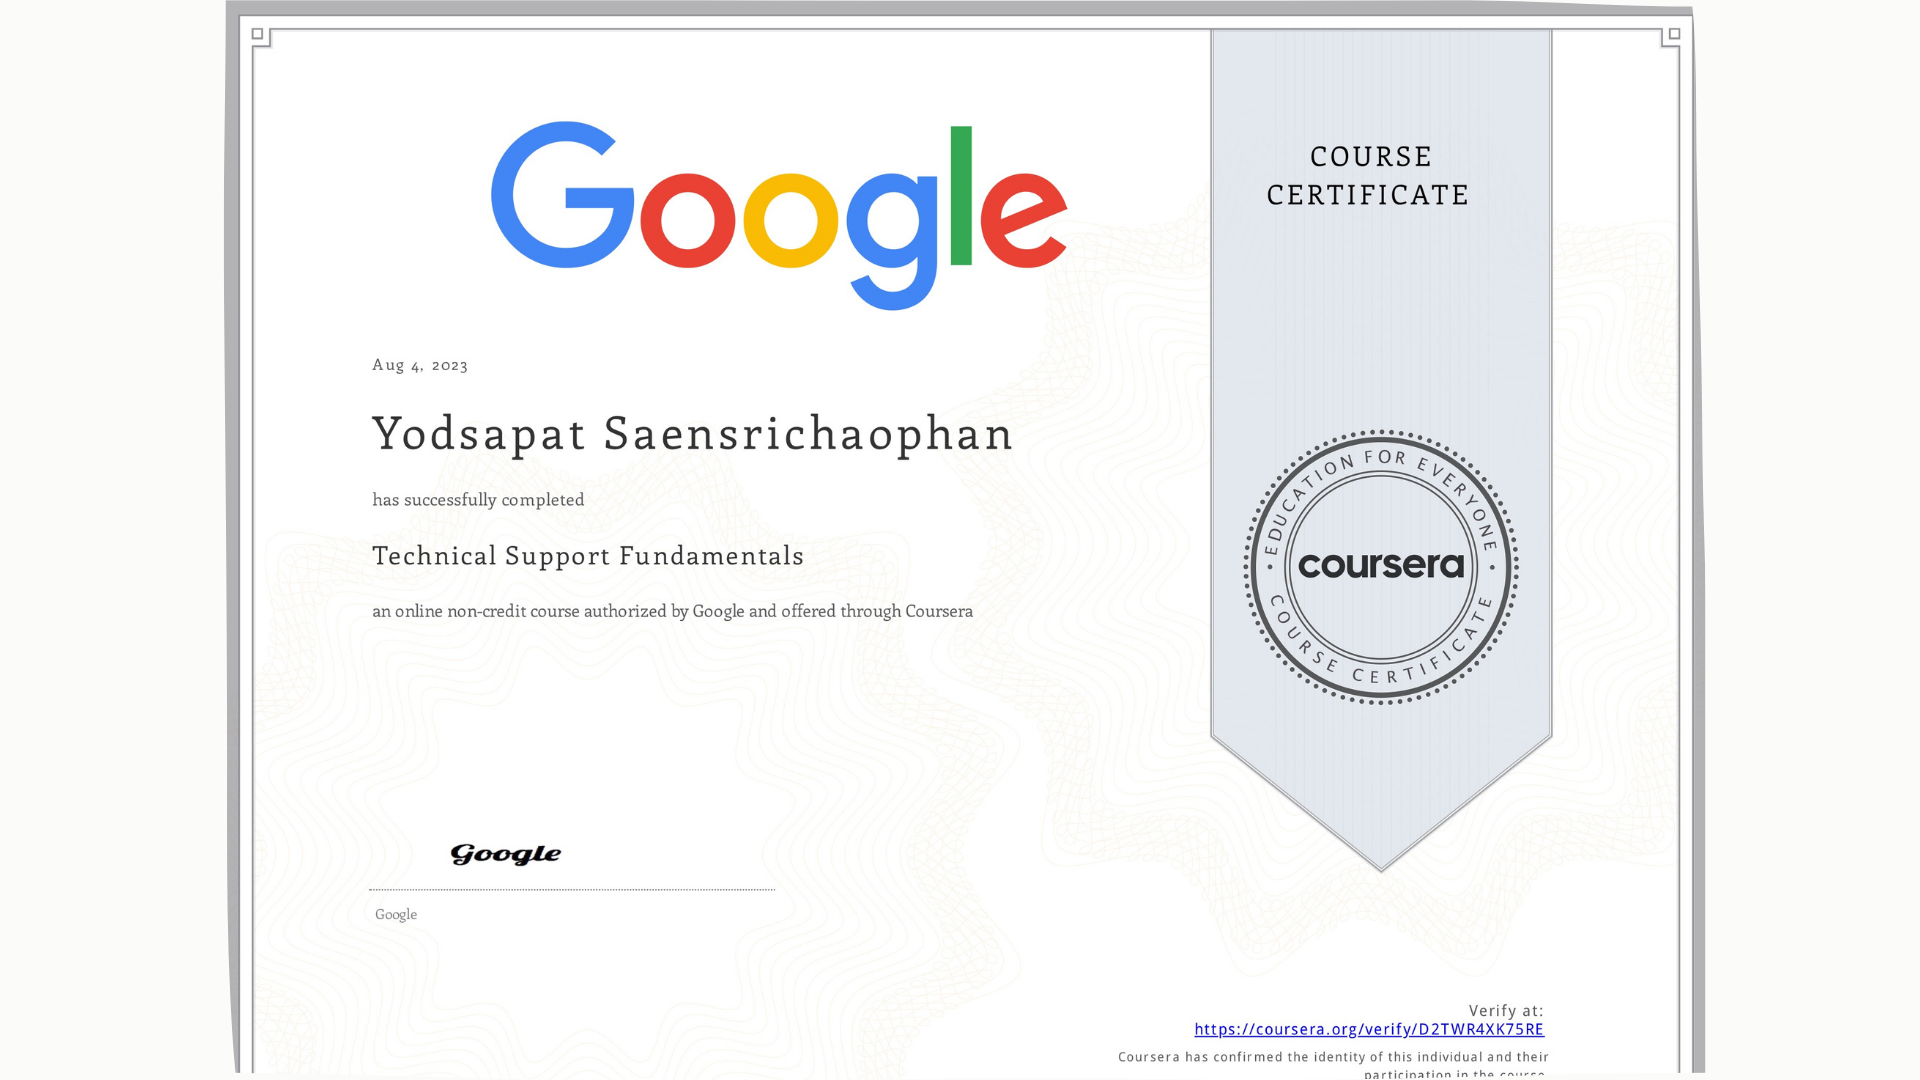 Google
COURSE
CERTIFICATE
Aug 4, 2023
Yodsapat Saensrichaophan
has successfully completed
Technical Support Fundamentals
an online non-credit course authorized by Google and offered through Coursera
EDUCATION FOR EVERYONE
coursera
COURSE CERTIFICATE
Google
Google
Verify at:
https://coursera.org/verify/D2TWR4XK75RE
Coursera has confirmed the identity of this individual and their
participation in the course